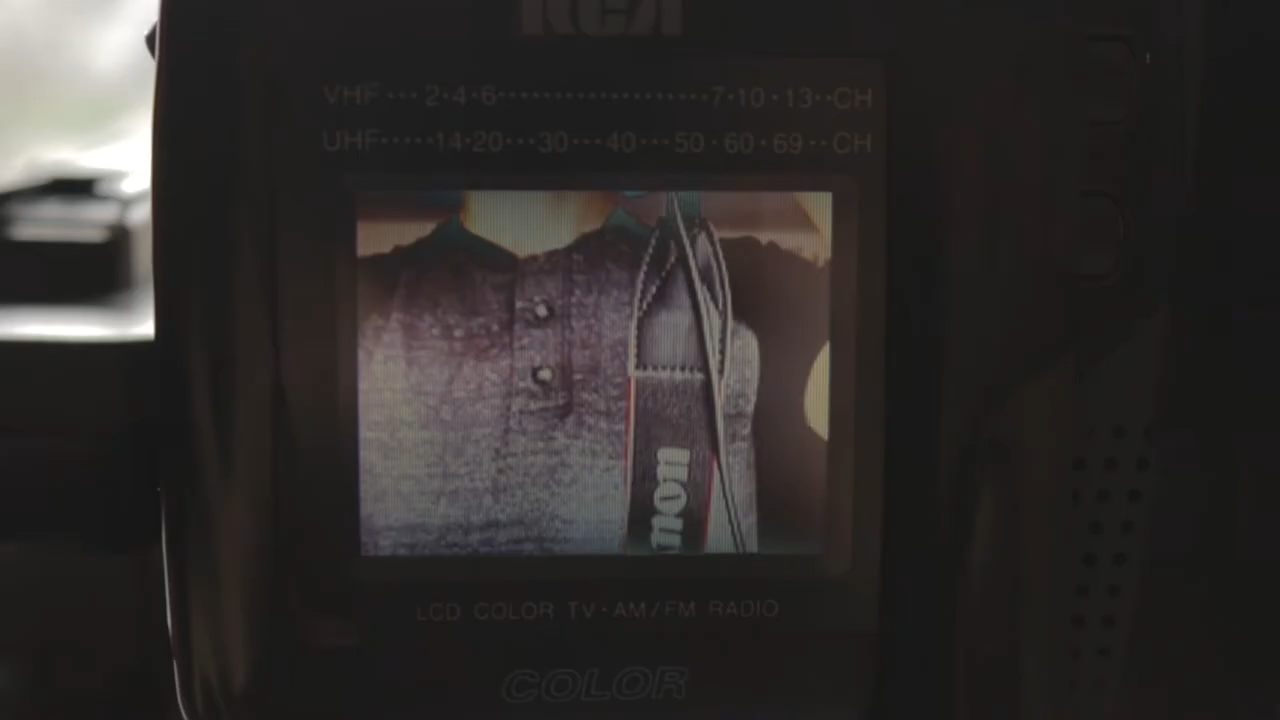 RCA
VHF···2·4·6··················7·10·13··CH
UHF·····14·20···30···40···50·60·69··CH
non
LCD COLOR TV·AM/FM RADIO
COLOR